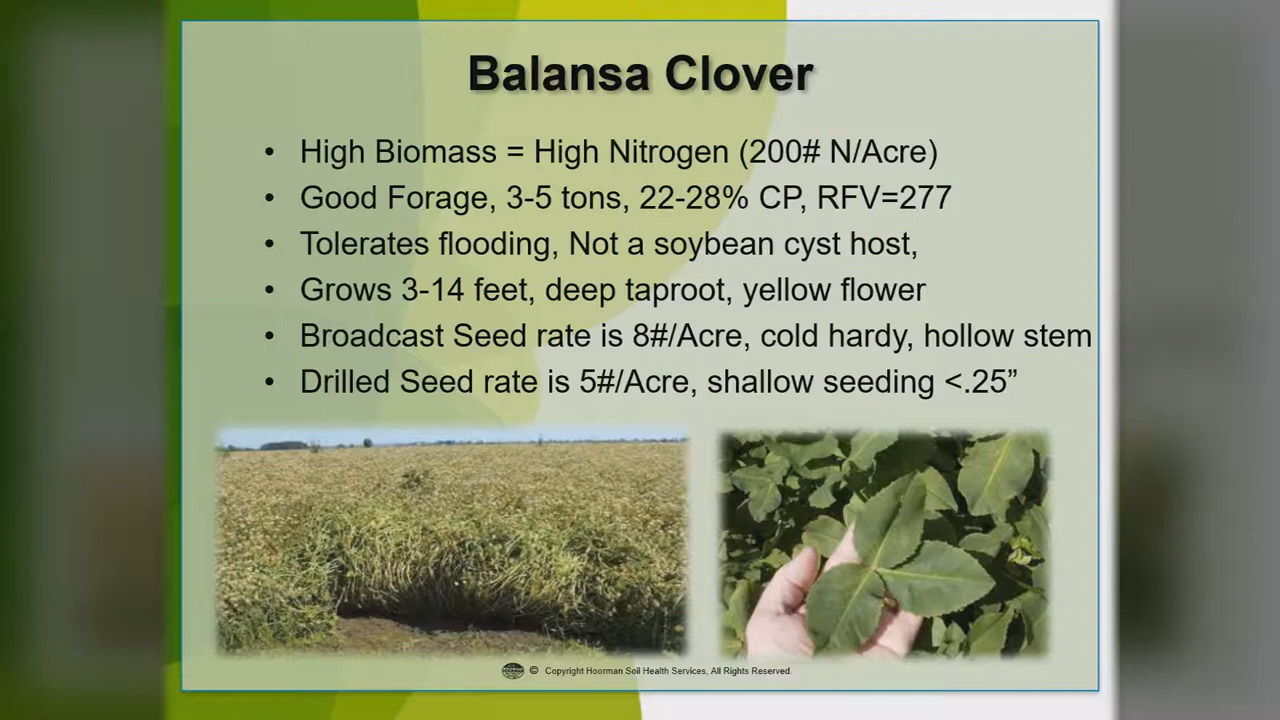 Balansa Clover
• High Biomass = High Nitrogen (200# N/Acre)
• Good Forage, 3-5 tons, 22-28% CP, RFV=277
• Tolerates flooding, Not a soybean cyst host,
• Grows 3-14 feet, deep taproot, yellow flower
• Broadcast Seed rate is 8#/Acre, cold hardy, hollow stem
• Drilled Seed rate is 5#/Acre, shallow seeding <.25”
© Copyright Hoorman Soil Health Services, All Rights Reserved.